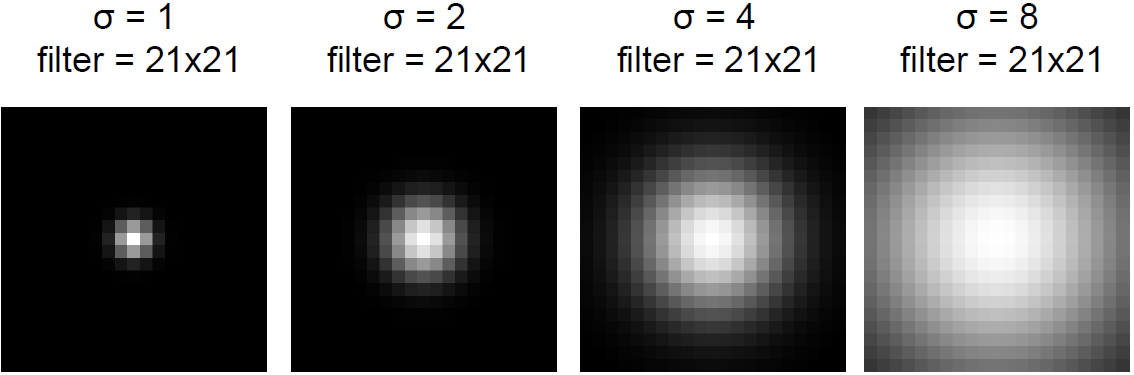 σ = 1
filter = 21x21
σ = 2
filter = 21x21
σ = 4
filter = 21x21
σ = 8
filter = 21x21